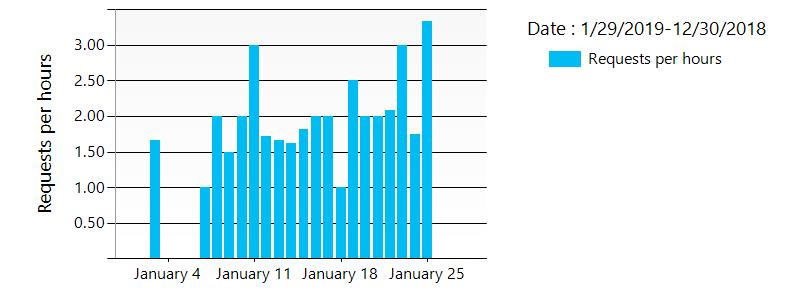 Date : 1/29/2019-12/30/2018
Requests per hours
Requests per hours
3.00
2.50
2.00
1.50
1.00
0.50
January 4 January 11 January 18 January 25